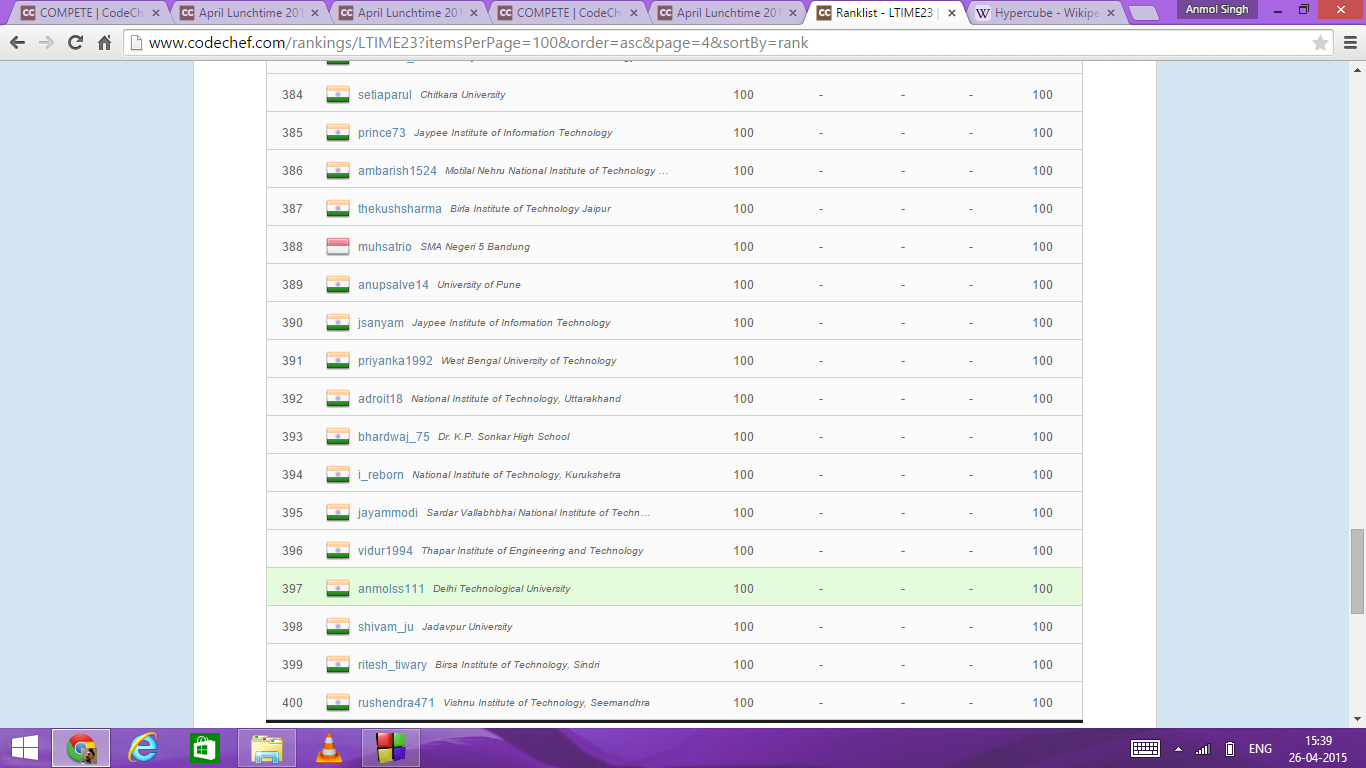 COMPETE | CodeCh
April Lunchtime 201
April Lunchtime 201
COMPETE | CodeCh
April Lunchtime 201
Ranklist - LTIME23 |
Hypercube - Wikipe
Anmol Singh
www.codechef.com/rankings/LTIME23?itemsPerPage=100&order=asc&page=4&sortBy=rank
384 setiaparul Chitkara University 100 - - - 100
385 prince73 Jaypee Institute of Information Technology 100 - - - 100
386 ambarish1524 Motilal Nehru National Institute of Technology ... 100 - - - 100
387 thekushsharma Birla Institute of Technology Jaipur 100 - - - 100
388 muhsatrio SMA Negeri 5 Bandung 100 - - - 100
389 anupsalve14 University of Pune 100 - - - 100
390 jsanyam Jaypee Institute of Information Technology 100 - - - 100
391 priyanka1992 West Bengal University of Technology 100 - - - 100
392 adroit18 National Institute of Technology, Uttarakhand 100 - - - 100
393 bhardwaj_75 Dr. K.P. Sonkar High School 100 - - - 100
394 i_reborn National Institute of Technology, Kurukshetra 100 - - - 100
395 jayammodi Sardar Vallabhbhai National Institute of Techn... 100 - - - 100
396 vidur1994 Thapar Institute of Engineering and Technology 100 - - - 100
397 anmolss111 Delhi Technological University 100 - - - 100
398 shivam_ju Jadavpur University 100 - - - 100
399 ritesh_tiwary Birsa Institute of Technology, Sindri 100 - - - 100
400 rushendra471 Vishnu Institute of Technology, Seemandhra 100 - - - 100
ENG
15:39
26-04-2015